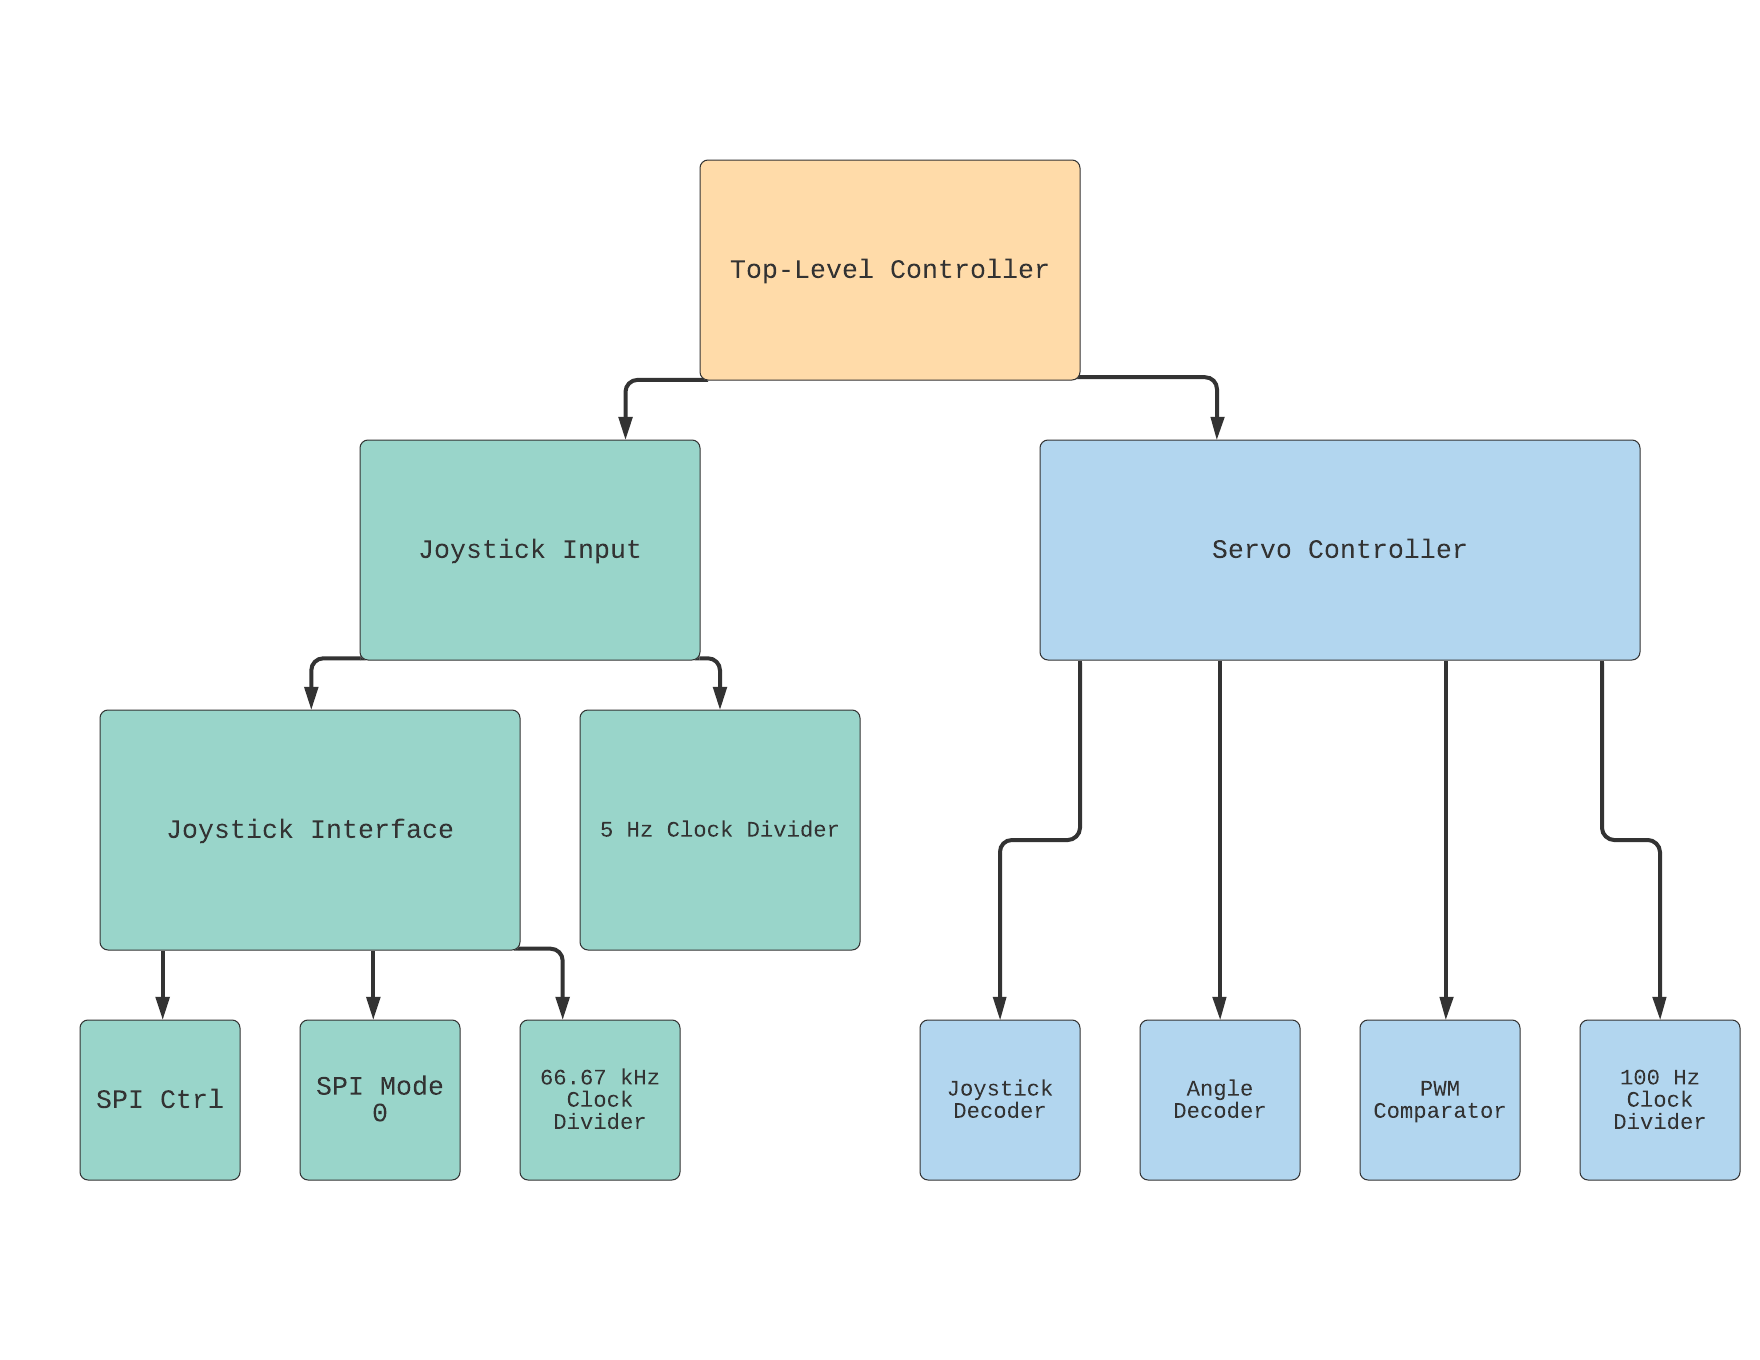 Top-Level Controller
Joystick Input
Servo Controller
Joystick Interface
5 Hz Clock Divider
SPI Ctrl
SPI Mode
0
66.67 kHz
Clock
Divider
Joystick
Decoder
Angle
Decoder
PWM
Comparator
100 Hz
Clock
Divider